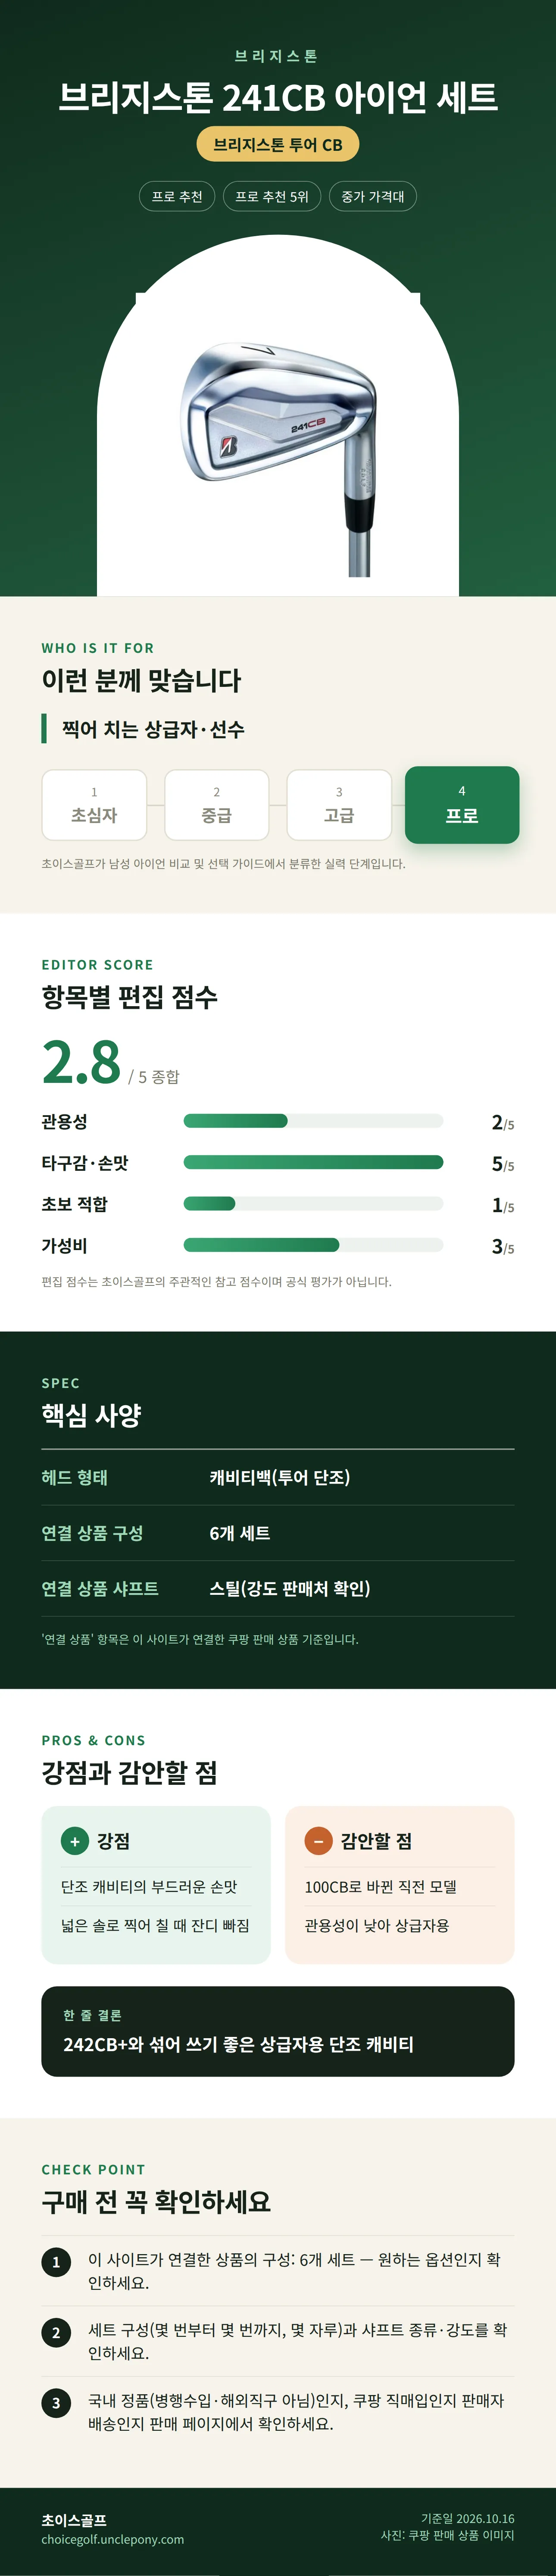 브리지스톤
브리지스톤 241CB 아이언 세트
브리지스톤 투어 CB
프로 추천
프로 추천 5위
중가 가격대
241CB
WHO IS IT FOR
이런 분께 맞습니다
찍어 치는 상급자·선수
1
초심자
2
중급
3
고급
4
프로
초이스골프가 남성 아이언 비교 및 선택 가이드에서 분류한 실력 단계입니다.
EDITOR SCORE
항목별 편집 점수
2.8 / 5 종합
관용성 2/5
타구감·손맛 5/5
초보 적합 1/5
가성비 3/5
편집 점수는 초이스골프의 주관적인 참고 점수이며 공식 평가가 아닙니다.
SPEC
핵심 사양
헤드 형태 캐비티백(투어 단조)
연결 상품 구성 6개 세트
연결 상품 샤프트 스틸(강도 판매처 확인)
'연결 상품' 항목은 이 사이트가 연결한 쿠팡 판매 상품 기준입니다.
PROS & CONS
강점과 감안할 점
+ 강점
단조 캐비티의 부드러운 손맛
넓은 솔로 찍어 칠 때 잔디 빠짐
− 감안할 점
100CB로 바뀐 직전 모델
관용성이 낮아 상급자용
한 줄 결론
242CB+와 섞어 쓰기 좋은 상급자용 단조 캐비티
CHECK POINT
구매 전 꼭 확인하세요
1 이 사이트가 연결한 상품의 구성: 6개 세트 — 원하는 옵션인지 확
인하세요.
2 세트 구성(몇 번부터 몇 번까지, 몇 자루)과 샤프트 종류·강도를 확
인하세요.
3 국내 정품(병행수입·해외직구 아님)인지, 쿠팡 직매입인지 판매자
배송인지 판매 페이지에서 확인하세요.
초이스골프
choicegolf.unclepony.com
기준일 2026.10.16
사진: 쿠팡 판매 상품 이미지